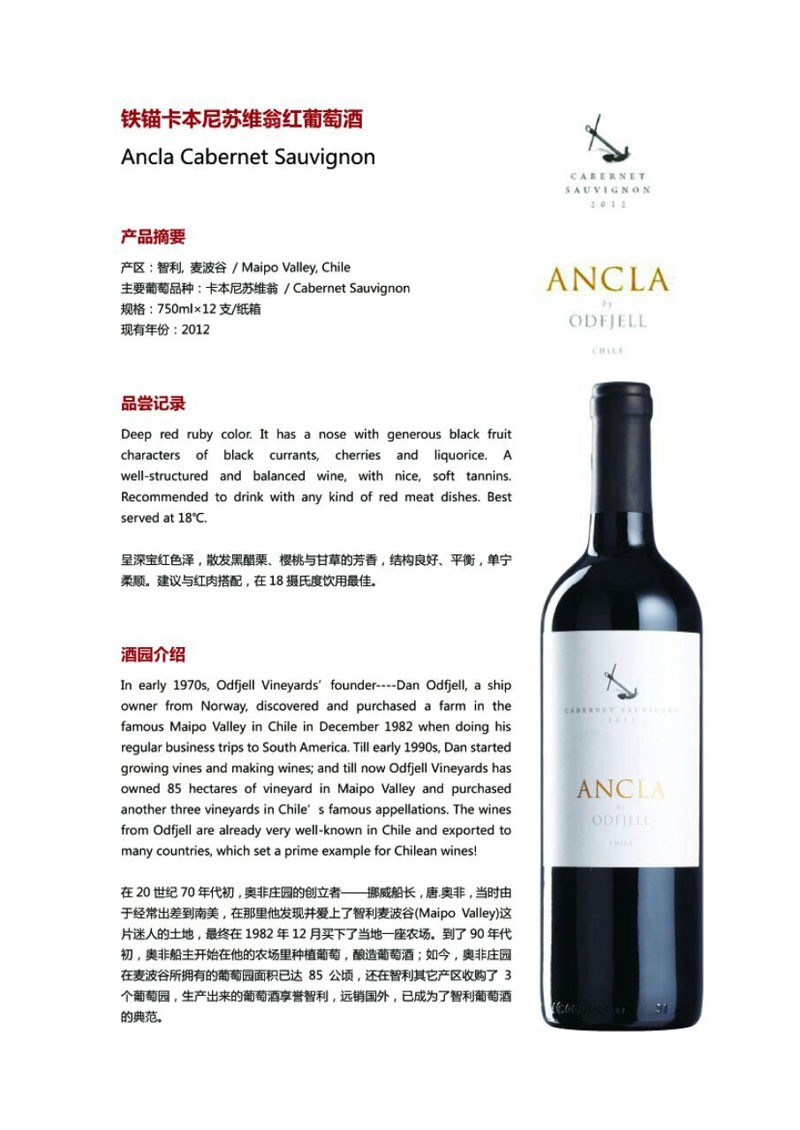 铁锚卡本尼苏维翁红葡萄酒
Ancla Cabernet Sauvignon
产品摘要
产区：智利, 麦波谷 / Maipo Valley, Chile
主要葡萄品种：卡本尼苏维翁 / Cabernet Sauvignon
规格：750ml×12 支/纸箱
现有年份：2012
品尝记录
Deep red ruby color. It has a nose with generous black fruit
characters of black currants, cherries and liquorice. A
well-structured and balanced wine, with nice, soft tannins.
Recommended to drink with any kind of red meat dishes. Best
served at 18℃.
呈深宝红色泽，散发黑醋栗、樱桃与甘草的芳香，结构良好、平衡，单宁
柔顺。建议与红肉搭配，在 18 摄氏度饮用最佳。
酒园介绍
In early 1970s, Odfjell Vineyards’ founder----Dan Odfjell, a ship
owner from Norway, discovered and purchased a farm in the
famous Maipo Valley in Chile in December 1982 when doing his
regular business trips to South America. Till early 1990s, Dan started
growing vines and making wines; and till now Odfjell Vineyards has
owned 85 hectares of vineyard in Maipo Valley and purchased
another three vineyards in Chile’s famous appellations. The wines
from Odfjell are already very well-known in Chile and exported to
many countries, which set a prime example for Chilean wines!
在 20 世纪 70 年代初，奥非庄园的创立者——挪威船长，唐.奥非，当时由
于经常出差到南美，在那里他发现并爱上了智利麦波谷(Maipo Valley)这
片迷人的土地，最终在 1982 年 12 月买下了当地一座农场。到了 90 年代
初，奥非船主开始在他的农场里种植葡萄，酿造葡萄酒；如今，奥非庄园
在麦波谷所拥有的葡萄园面积已达 85 公顷，还在智利其它产区收购了 3
个葡萄园，生产出来的葡萄酒享誉智利，远销国外，已成为了智利葡萄酒
的典范。
CABERNET
SAUVIGNON
2012
ANCLA
by
ODFJELL
CHILE
CABERNET SAUVIGNON
ANCLA
by
ODFJELL
CHILE